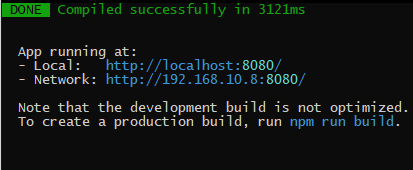 DONE Compiled successfully in 3121ms
App running at:
- Local: http://localhost:8080/
- Network: http://192.168.10.8:8080/
Note that the development build is not optimized.
To create a production build, run npm run build.